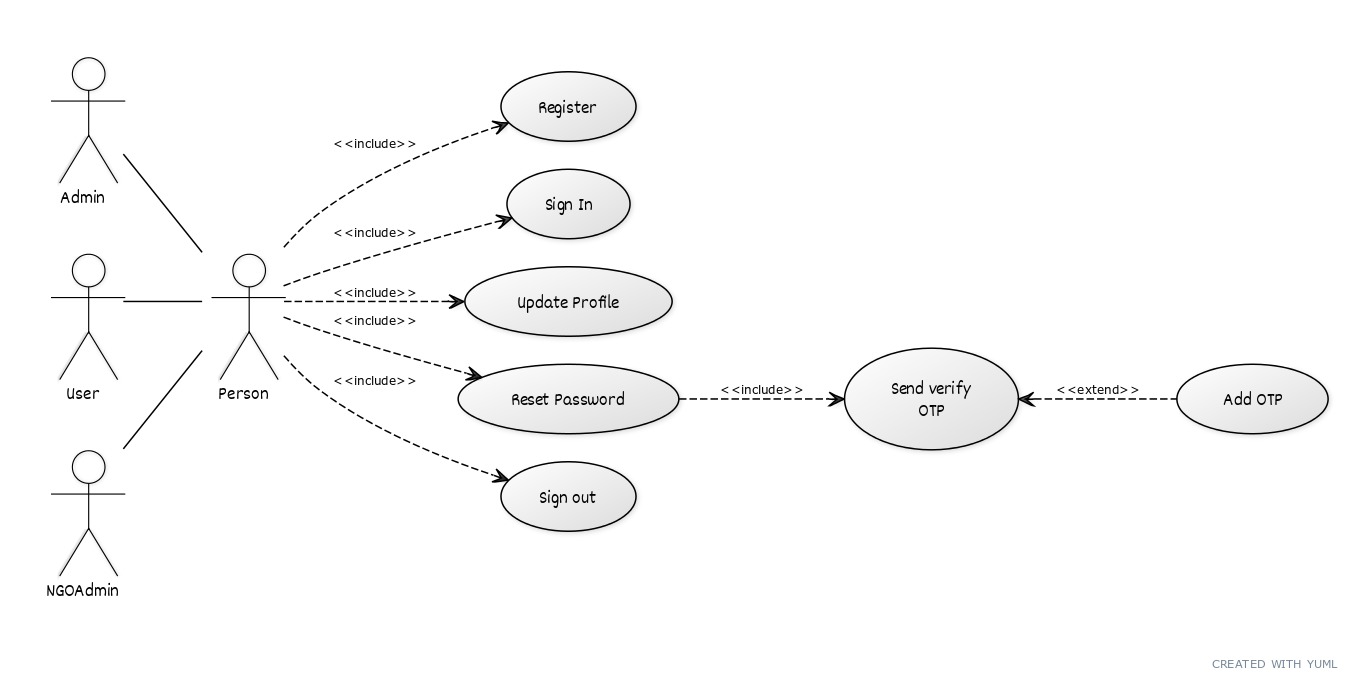 Admin
User
NGOAdmin
Person
<<include>>
<<include>>
<<include>>
<<include>>
<<include>>
Register
Sign In
Update Profile
Reset Password
Sign out
<<include>>
Send verify
OTP
<<extend>>
Add OTP
CREATED WITH YUML